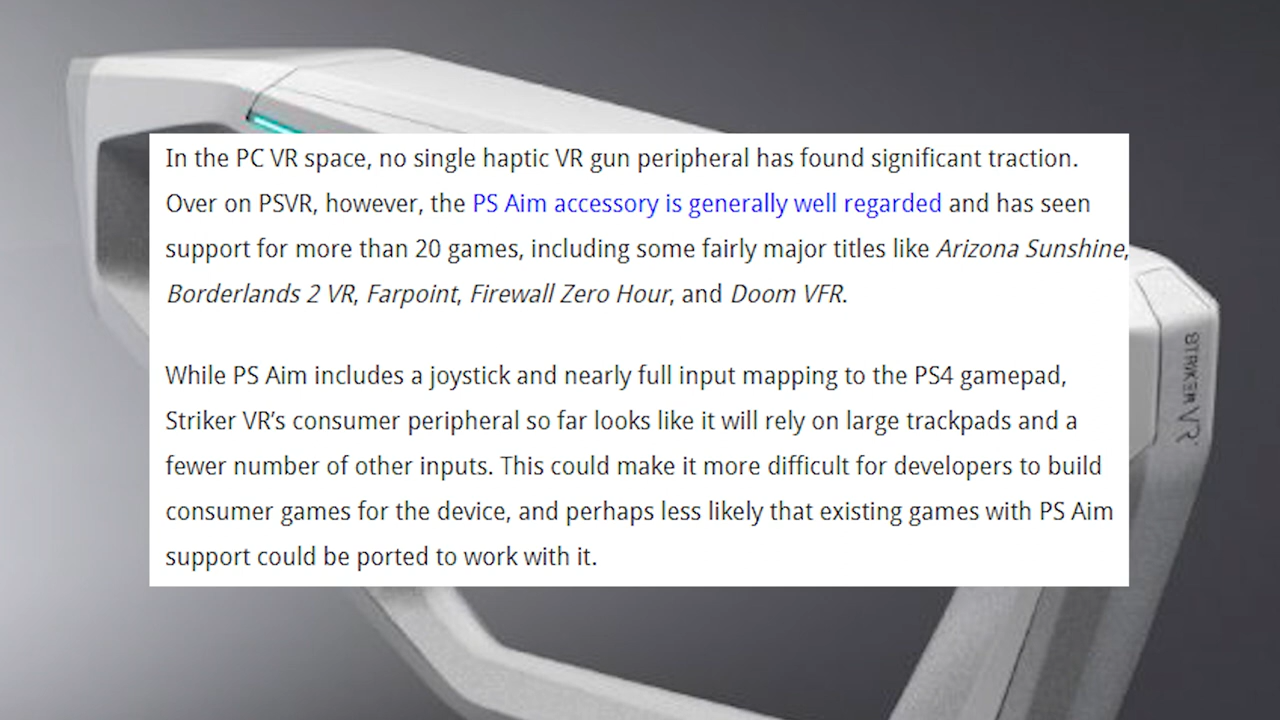 In the PC VR space, no single haptic VR gun peripheral has found significant traction.
Over on PSVR, however, the PS Aim accessory is generally well regarded and has seen
support for more than 20 games, including some fairly major titles like Arizona Sunshine,
Borderlands 2 VR, Farpoint, Firewall Zero Hour, and Doom VFR.
While PS Aim includes a joystick and nearly full input mapping to the PS4 gamepad,
Striker VR’s consumer peripheral so far looks like it will rely on large trackpads and a
fewer number of other inputs. This could make it more difficult for developers to build
consumer games for the device, and perhaps less likely that existing games with PS Aim
support could be ported to work with it.
STRIKER VR